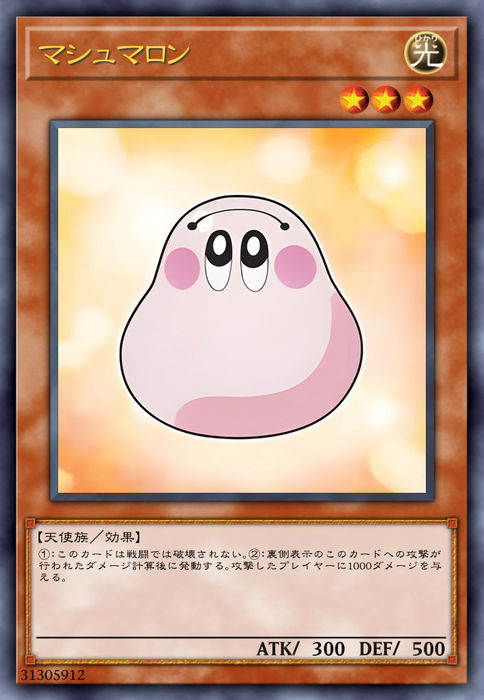 マシュマロン
ひかり
光
【天使族／効果】
①:このカードは戦闘では破壊されない。②:裏側表示のこのカードへの攻撃が
行われたダメージ計算後に発動する。攻撃したプレイヤーに1000ダメージを与
える。
ATK/ 300 DEF/ 500
31305912